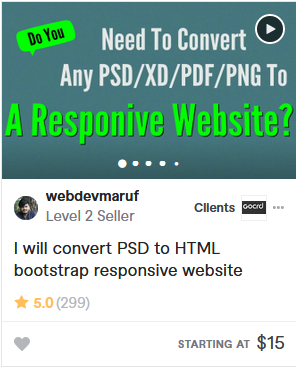 Do You
Need To Convert
Any PSD/XD/PDF/PNG To
A Responive Website?
webdevmaruf
Level 2 Seller
Clients GOCRD ...
I will convert PSD to HTML
bootstrap responsive website
5.0 (299)
STARTING AT $15